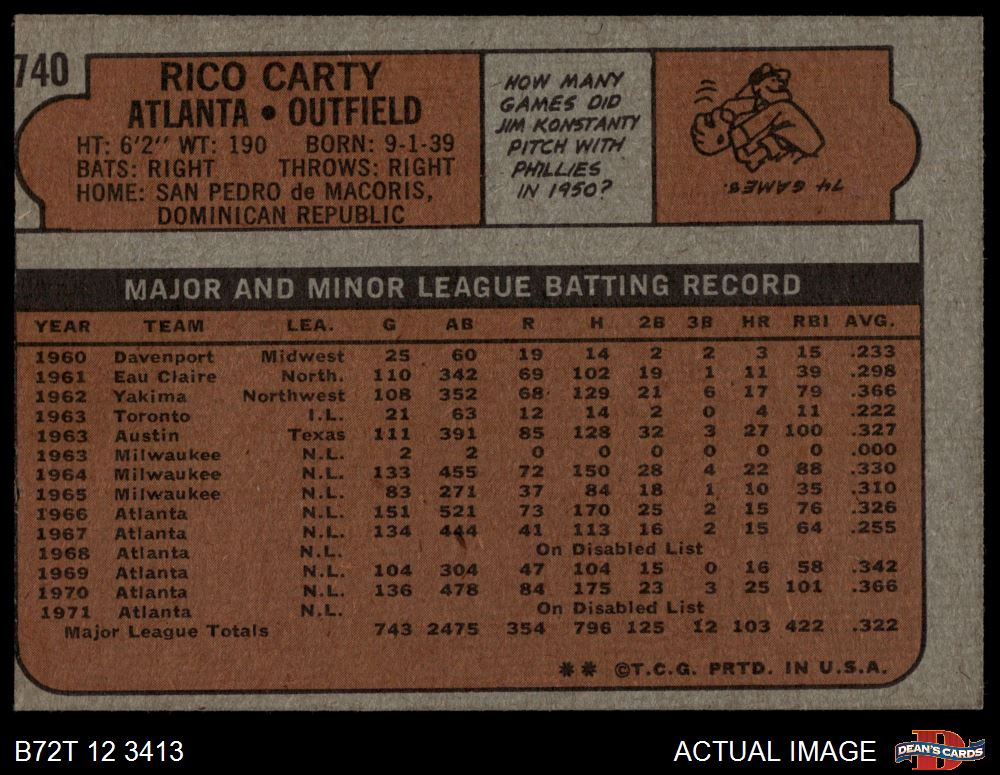 740
RICO CARTY
ATLANTA • OUTFIELD
HT: 6'2" WT: 190 BORN: 9-1-39
BATS: RIGHT THROWS: RIGHT
HOME: SAN PEDRO de MACORIS,
DOMINICAN REPUBLIC
HOW MANY
GAMES DID
JIM KONSTANTY
PITCH WITH
PHILLIES
IN 1950?
74 GAMES.
MAJOR AND MINOR LEAGUE BATTING RECORD
YEAR TEAM LEA. G AB R H 2B 3B HR RBI AVG.
1960 Davenport Midwest 25 60 19 14 2 2 3 15 .233
1961 Eau Claire North. 110 342 69 102 19 1 11 39 .298
1962 Yakima Northwest 108 352 68 129 21 6 17 79 .366
1963 Toronto I.L. 21 63 12 14 2 0 4 11 .222
1963 Austin Texas 111 391 85 128 32 3 27 100 .327
1963 Milwaukee N.L. 2 2 0 0 0 0 0 0 .000
1964 Milwaukee N.L. 133 455 72 150 28 4 22 88 .330
1965 Milwaukee N.L. 83 271 37 84 18 1 10 35 .310
1966 Atlanta N.L. 151 521 73 170 25 2 15 76 .326
1967 Atlanta N.L. 134 444 41 113 16 2 15 64 .255
1968 Atlanta N.L. On Disabled List
1969 Atlanta N.L. 104 304 47 104 15 0 16 58 .342
1970 Atlanta N.L. 136 478 84 175 23 3 25 101 .366
1971 Atlanta N.L. On Disabled List
Major League Totals 743 2475 354 796 125 12 103 422 .322
** ©T.C.G. PRTD. IN U.S.A.
B72T 12 3413
ACTUAL IMAGE
D
DEAN'S CARDS